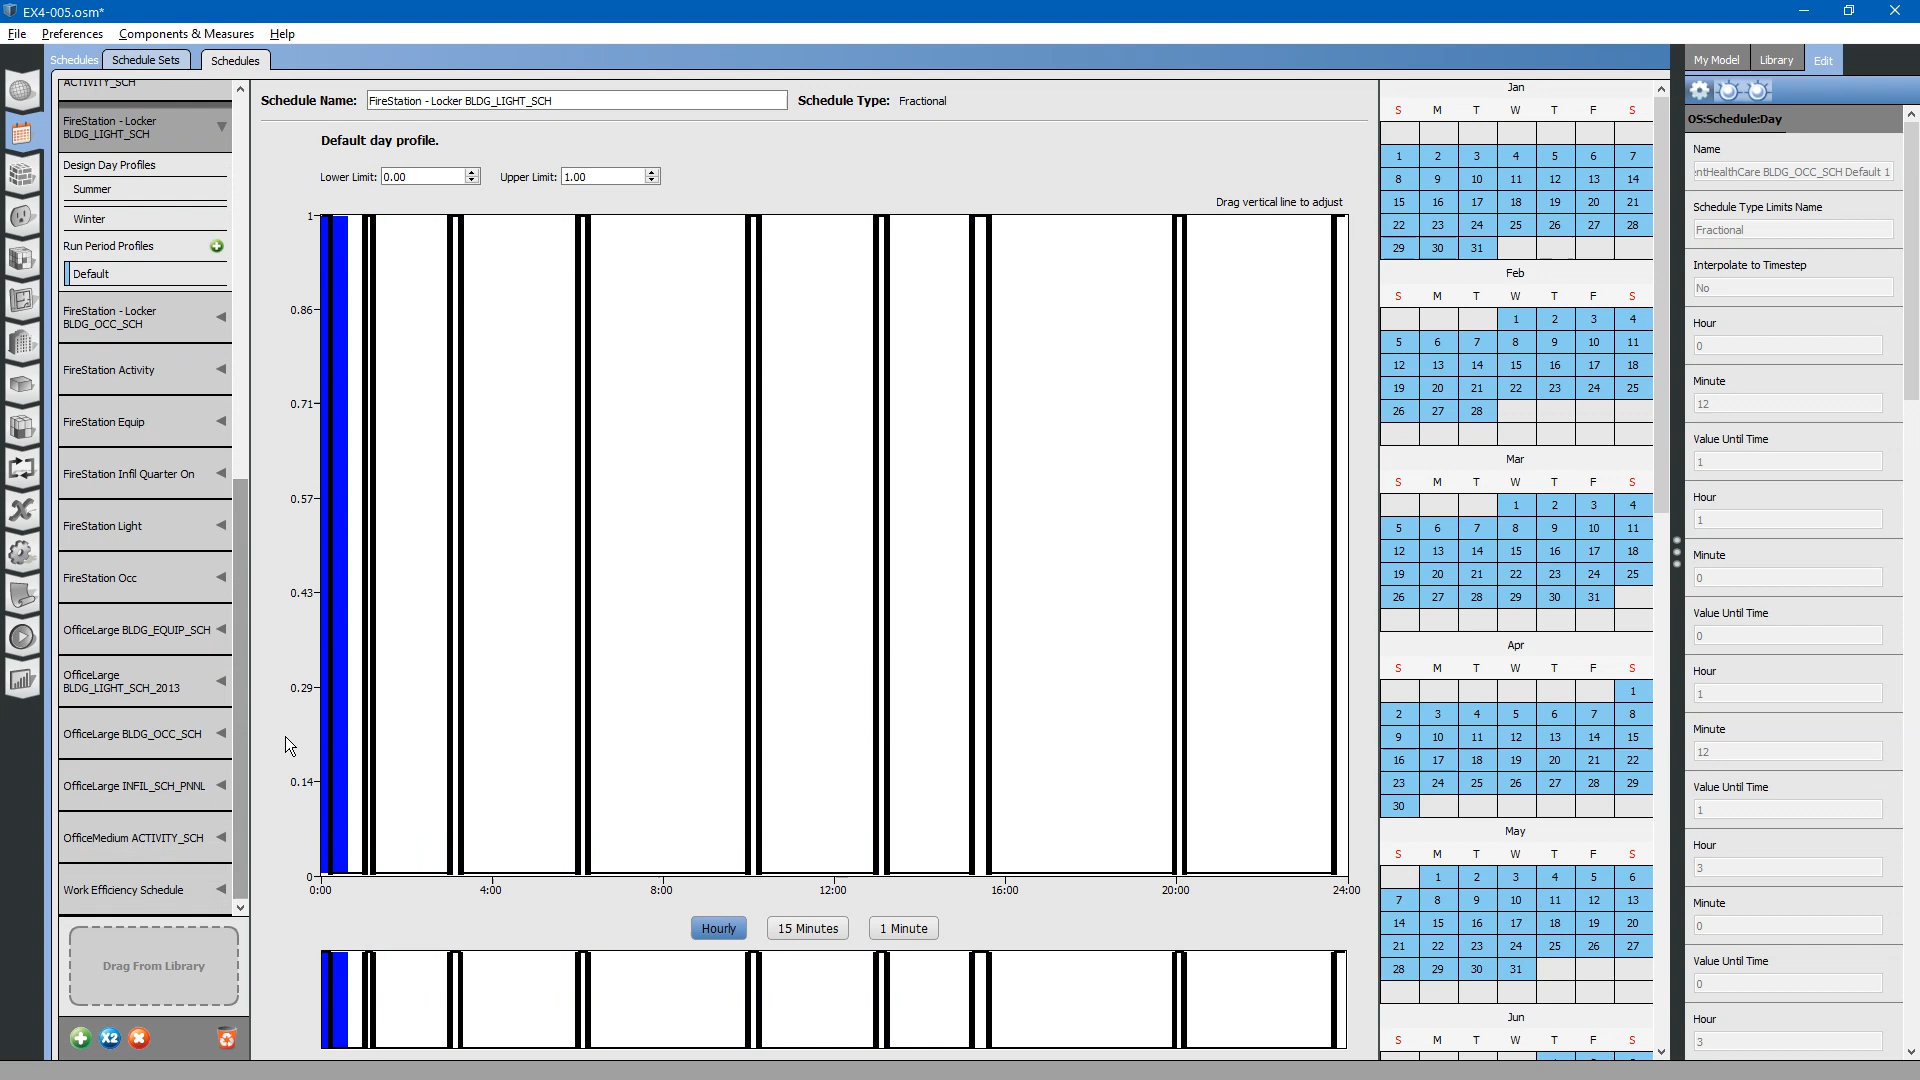 EX4-005.osm*
File Preferences Components & Measures Help
Schedules Schedule Sets Schedules
My Model Library Edit
ACTIVITY_SCH
FireStation - Locker
BLDG_LIGHT_SCH
Design Day Profiles
Summer
Winter
Run Period Profiles
Default
FireStation - Locker
BLDG_OCC_SCH
FireStation Activity
FireStation Equip
FireStation Infil Quarter On
FireStation Light
FireStation Occ
OfficeLarge BLDG_EQUIP_SCH
OfficeLarge
BLDG_LIGHT_SCH_2013
OfficeLarge BLDG_OCC_SCH
OfficeLarge INFIL_SCH_PNNL
OfficeMedium ACTIVITY_SCH
Work Efficiency Schedule
Drag From Library
X2
Schedule Name: FireStation - Locker BLDG_LIGHT_SCH Schedule Type: Fractional
Default day profile.
Lower Limit: 0.00 Upper Limit: 1.00
Drag vertical line to adjust
1
0.86
0.71
0.57
0.43
0.29
0.14
0
0:00 4:00 8:00 12:00 16:00 20:00 24:00
Hourly 15 Minutes 1 Minute
Jan
S M T W T F S
1 2 3 4 5 6 7
8 9 10 11 12 13 14
15 16 17 18 19 20 21
22 23 24 25 26 27 28
29 30 31
Feb
S M T W T F S
1 2 3 4
5 6 7 8 9 10 11
12 13 14 15 16 17 18
19 20 21 22 23 24 25
26 27 28
Mar
S M T W T F S
1 2 3 4
5 6 7 8 9 10 11
12 13 14 15 16 17 18
19 20 21 22 23 24 25
26 27 28 29 30 31
Apr
S M T W T F S
1
2 3 4 5 6 7 8
9 10 11 12 13 14 15
16 17 18 19 20 21 22
23 24 25 26 27 28 29
30
May
S M T W T F S
1 2 3 4 5 6
7 8 9 10 11 12 13
14 15 16 17 18 19 20
21 22 23 24 25 26 27
28 29 30 31
Jun
S M T W T F S
OS:Schedule:Day
Name
entHealthCare BLDG_OCC_SCH Default 1
Schedule Type Limits Name
Fractional
Interpolate to Timestep
No
Hour
0
Minute
12
Value Until Time
1
Hour
1
Minute
0
Value Until Time
0
Hour
1
Minute
12
Value Until Time
1
Hour
3
Minute
0
Value Until Time
0
Hour
3